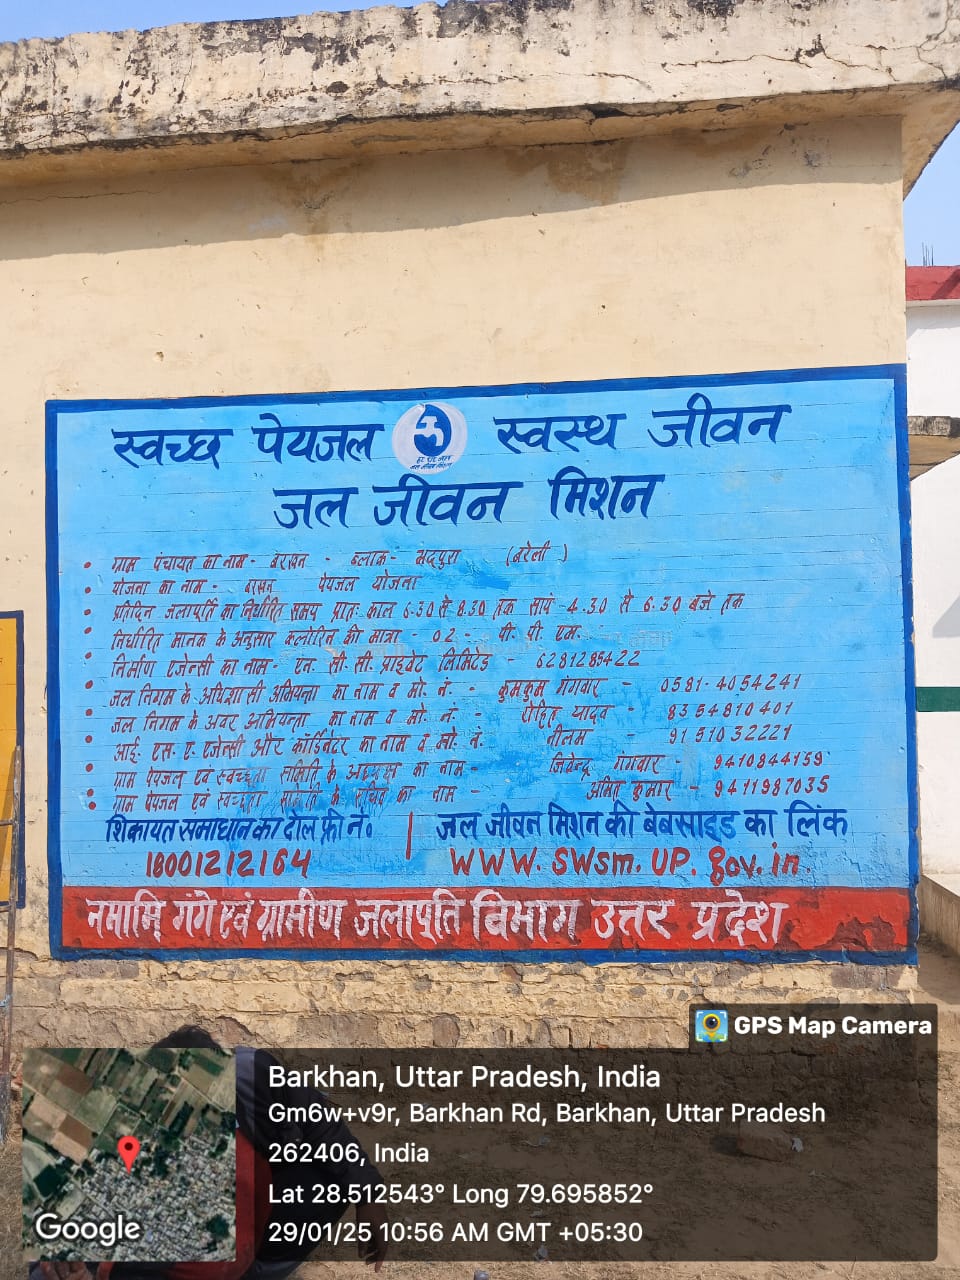 स्वच्छ पेयजल स्वस्थ जीवन
हर घर जल
जल जीवन मिशन
जल जीवन मिशन
• ग्राम पंचायत का नाम - बरखन - ब्लाक - भदपुरा (बरेली)
• योजना का नाम - बरखन पेयजल योजना
• प्रतिदिन जलापूर्ति का निर्धारित समय प्रातः काल 6.30 से 8.30 तक सायं -4.30 से 6.30 बजे तक
• निर्धारित मानक के अनुसार क्लोरिन की मात्रा - 02 - पी. पी. एम.
• निर्माण एजेन्सी का नाम - एन. सी. सी. प्राइवेट लिमिटेड - 6281285422
• जल निगम के अधिशासी अभियन्ता का नाम व मो. नं. - कुमकुम गंगवार - 0581-4054241
• जल निगम के अवर अभियन्ता का नाम व मो. नं. - रोहित यादव - 8354810401
• आई. एस. ए. एजेन्सी और कॉर्डिनेटर का नाम व मो. नं. नीलम - 9151032221
• ग्राम पेयजल एवं स्वच्छता समिति के अध्यक्ष का नाम - जितेन्द्र गंगवार - 9410844159
• ग्राम पेयजल एवं स्वच्छता समिति के सचिव का नाम - अमित कुमार - 9411987035
शिकायत समाधान का टोल फ्री नं. | जल जीवन मिशन की बेबसाइड का लिंक
18001212164 WWW. SWSm. UP. gov. in
नमामि गंगे एवं ग्रामीण जलापूति विभाग उत्तर प्रदेश
GPS Map Camera
Barkhan, Uttar Pradesh, India
Gm6w+v9r, Barkhan Rd, Barkhan, Uttar Pradesh
262406, India
Lat 28.512543° Long 79.695852°
29/01/25 10:56 AM GMT +05:30
Google